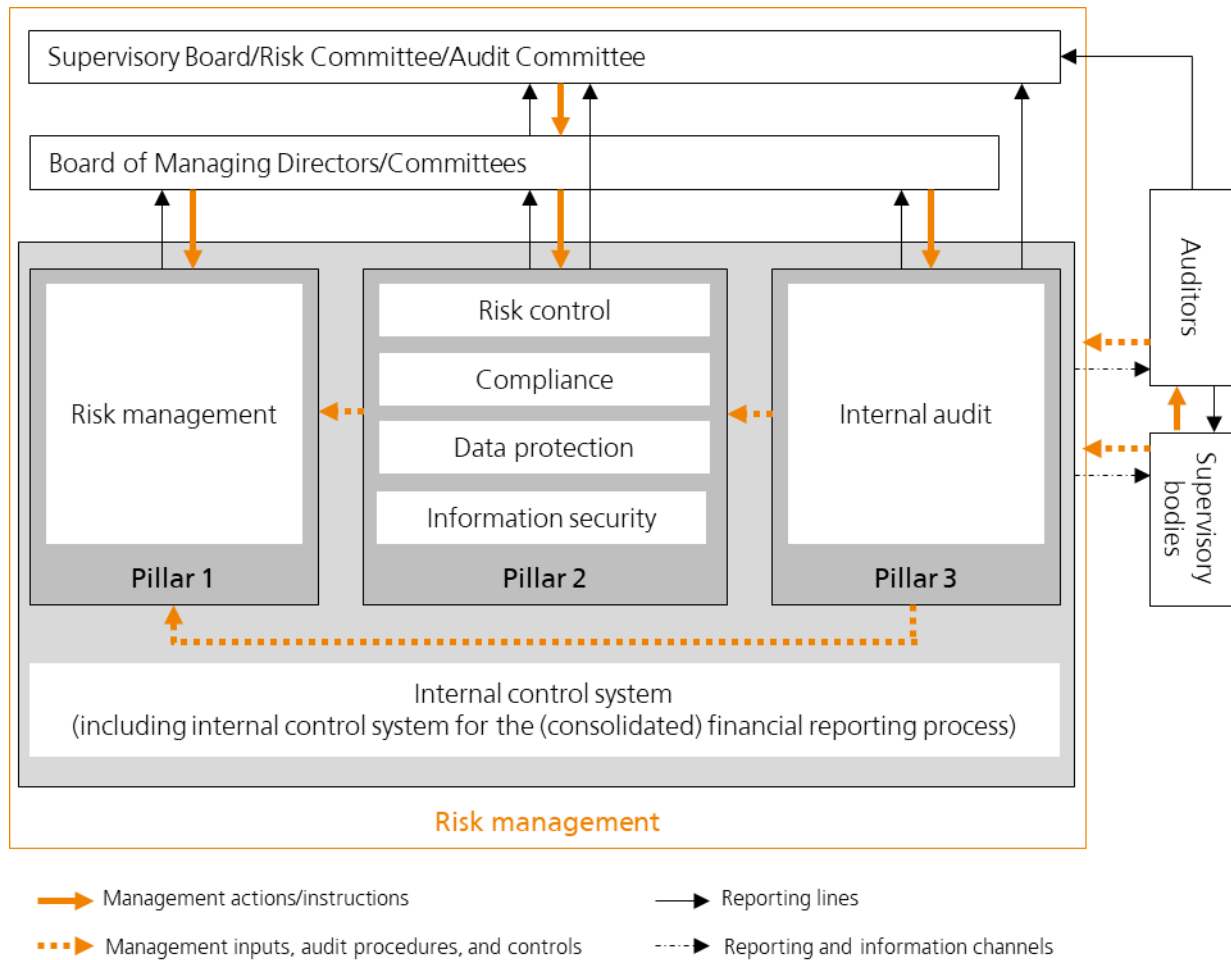 Supervisory Board/Risk Committee/Audit Committee
Board of Managing Directors/Committees
Risk management
Pillar 1
Risk control
Compliance
Data protection
Information security
Pillar 2
Internal audit
Pillar 3
Auditors
Supervisory
bodies
Internal control system
(including internal control system for the (consolidated) financial reporting process)
Risk management
Management actions/instructions
Reporting lines
Management inputs, audit procedures, and controls
Reporting and information channels